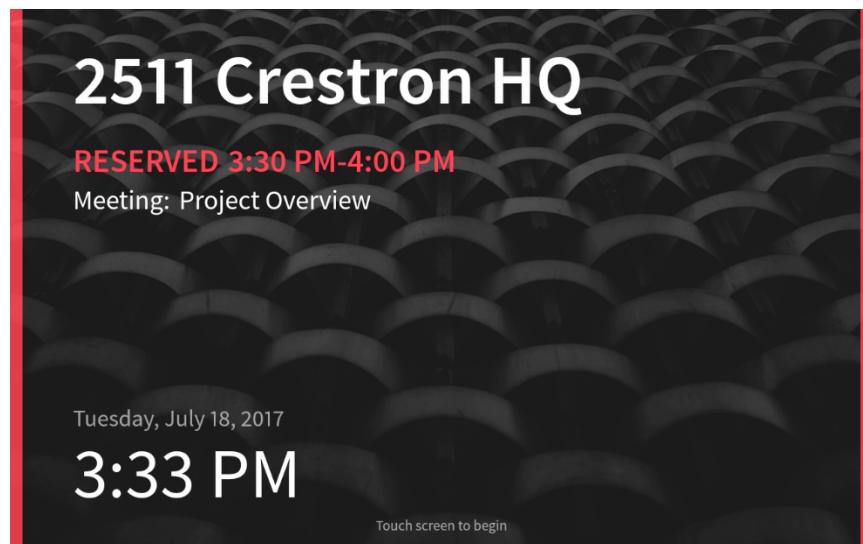 2511 Crestron HQ
RESERVED 3:30 PM-4:00 PM
Meeting: Project Overview
Tuesday, July 18, 2017
3:33 PM
Touch screen to begin